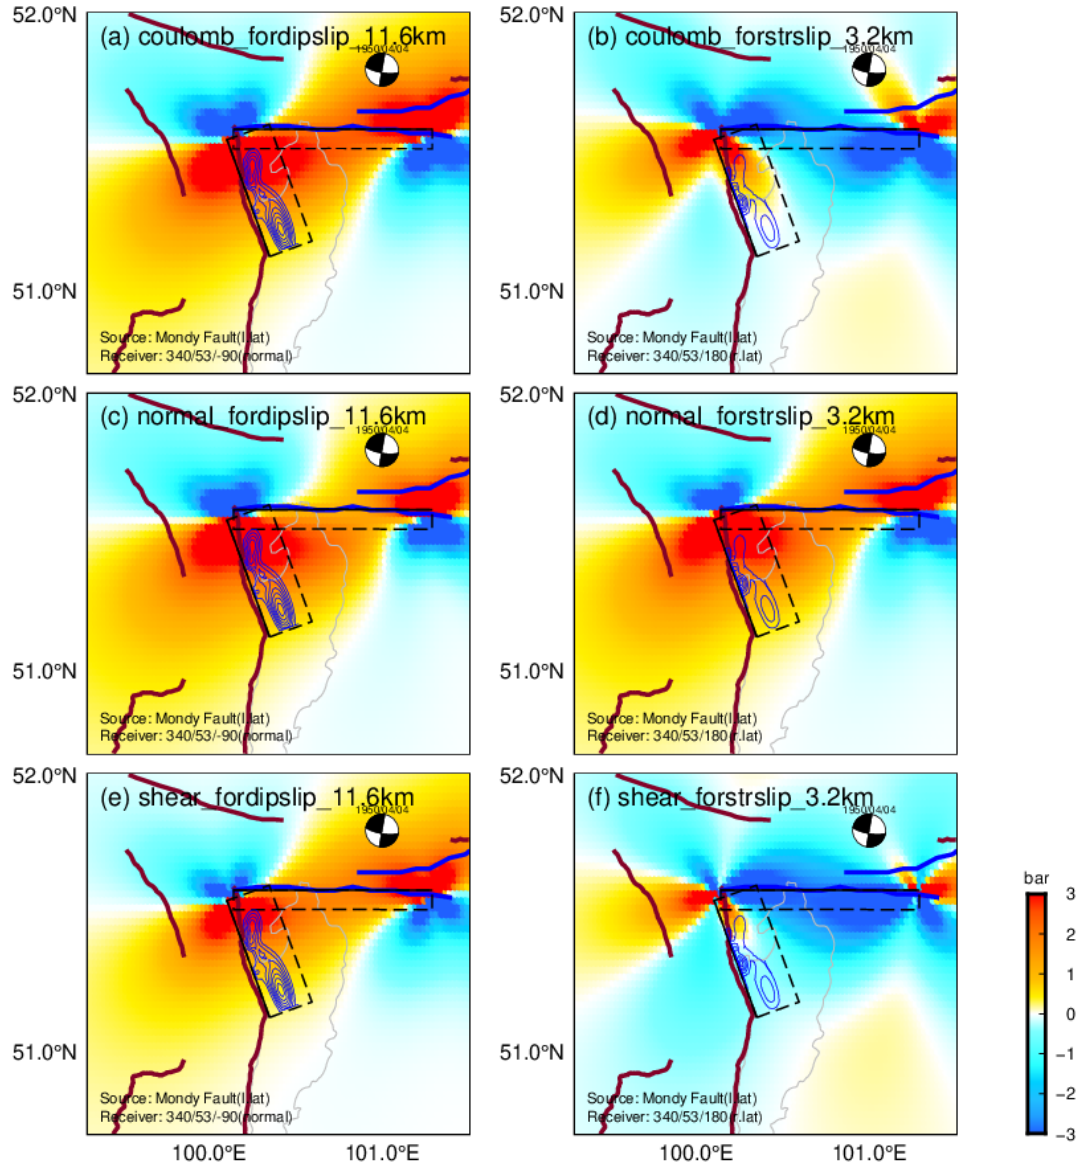 52.0°N
(a) coulomb_fordipslip_11.6km
1950/04/04
51.0°N
Source: Mondy Fault(l.lat)
Receiver: 340/53/-90(normal)
52.0°N
(b) coulomb_forstrslip_3.2km
1950/04/04
51.0°N
Source: Mondy Fault(l.lat)
Receiver: 340/53/180(r.lat)
52.0°N
(c) normal_fordipslip_11.6km
1950/04/04
51.0°N
Source: Mondy Fault(l.lat)
Receiver: 340/53/-90(normal)
52.0°N
(d) normal_forstrslip_3.2km
1950/04/04
51.0°N
Source: Mondy Fault(l.lat)
Receiver: 340/53/180(r.lat)
52.0°N
(e) shear_fordipslip_11.6km
1950/04/04
51.0°N
Source: Mondy Fault(l.lat)
Receiver: 340/53/-90(normal)
100.0°E 101.0°E
52.0°N
(f) shear_forstrslip_3.2km
1950/04/04
51.0°N
Source: Mondy Fault(l.lat)
Receiver: 340/53/180(r.lat)
100.0°E 101.0°E
bar
3
2
1
0
−1
−2
−3